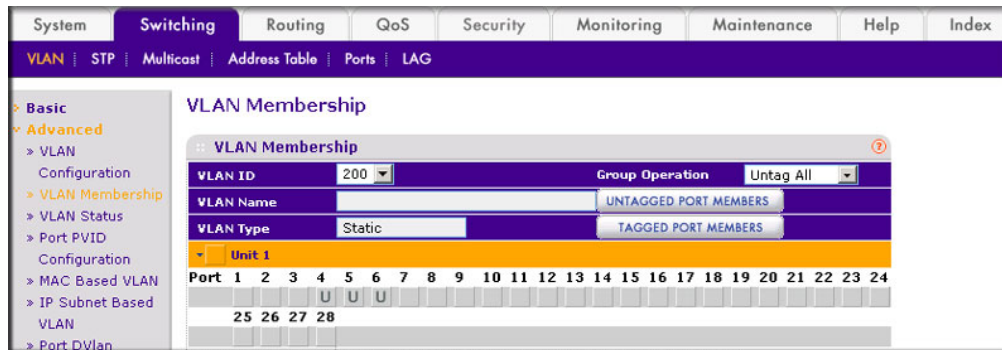 System Switching Routing QoS Security Monitoring Maintenance Help Index
VLAN STP Multicast Address Table Ports LAG
Basic
Advanced
» VLAN
Configuration
» VLAN Membership
» VLAN Status
» Port PVID
Configuration
» MAC Based VLAN
» IP Subnet Based
VLAN
» Port DVlan
VLAN Membership
VLAN Membership ?
VLAN ID 200 Group Operation Untag All
VLAN Name UNTAGGED PORT MEMBERS
VLAN Type Static TAGGED PORT MEMBERS
Unit 1
Port 1 2 3 4 5 6 7 8 9 10 11 12 13 14 15 16 17 18 19 20 21 22 23 24
U U U
25 26 27 28